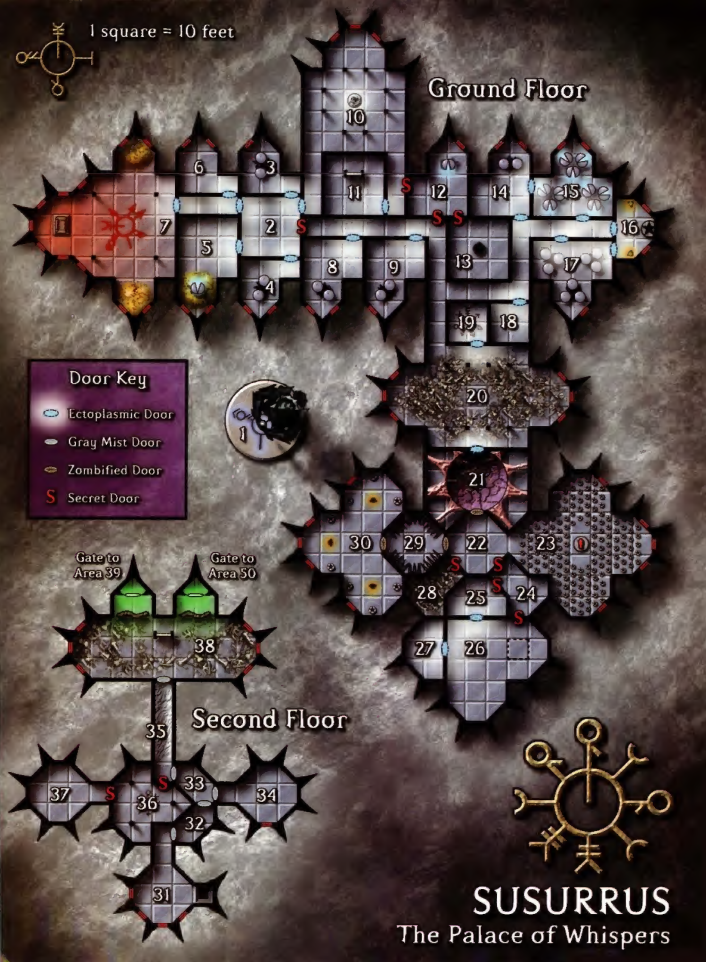 1 square = 10 feet
Ground Floor
10
6
3
11
S
12
14
15
7
2
S
S
S
16
5
13
8
9
17
4
19
18
Door Key
Ectoplasmic Door
Gray Mist Door
Zombified Door
S Secret Door
1
20
21
30
29
22
23
S
S
28
25
S
24
S
27
26
Gate to
Area 39
Gate to
Area 50
38
35
Second Floor
37
S
36
S
33
34
32
31
SUSURRUS
The Palace of Whispers